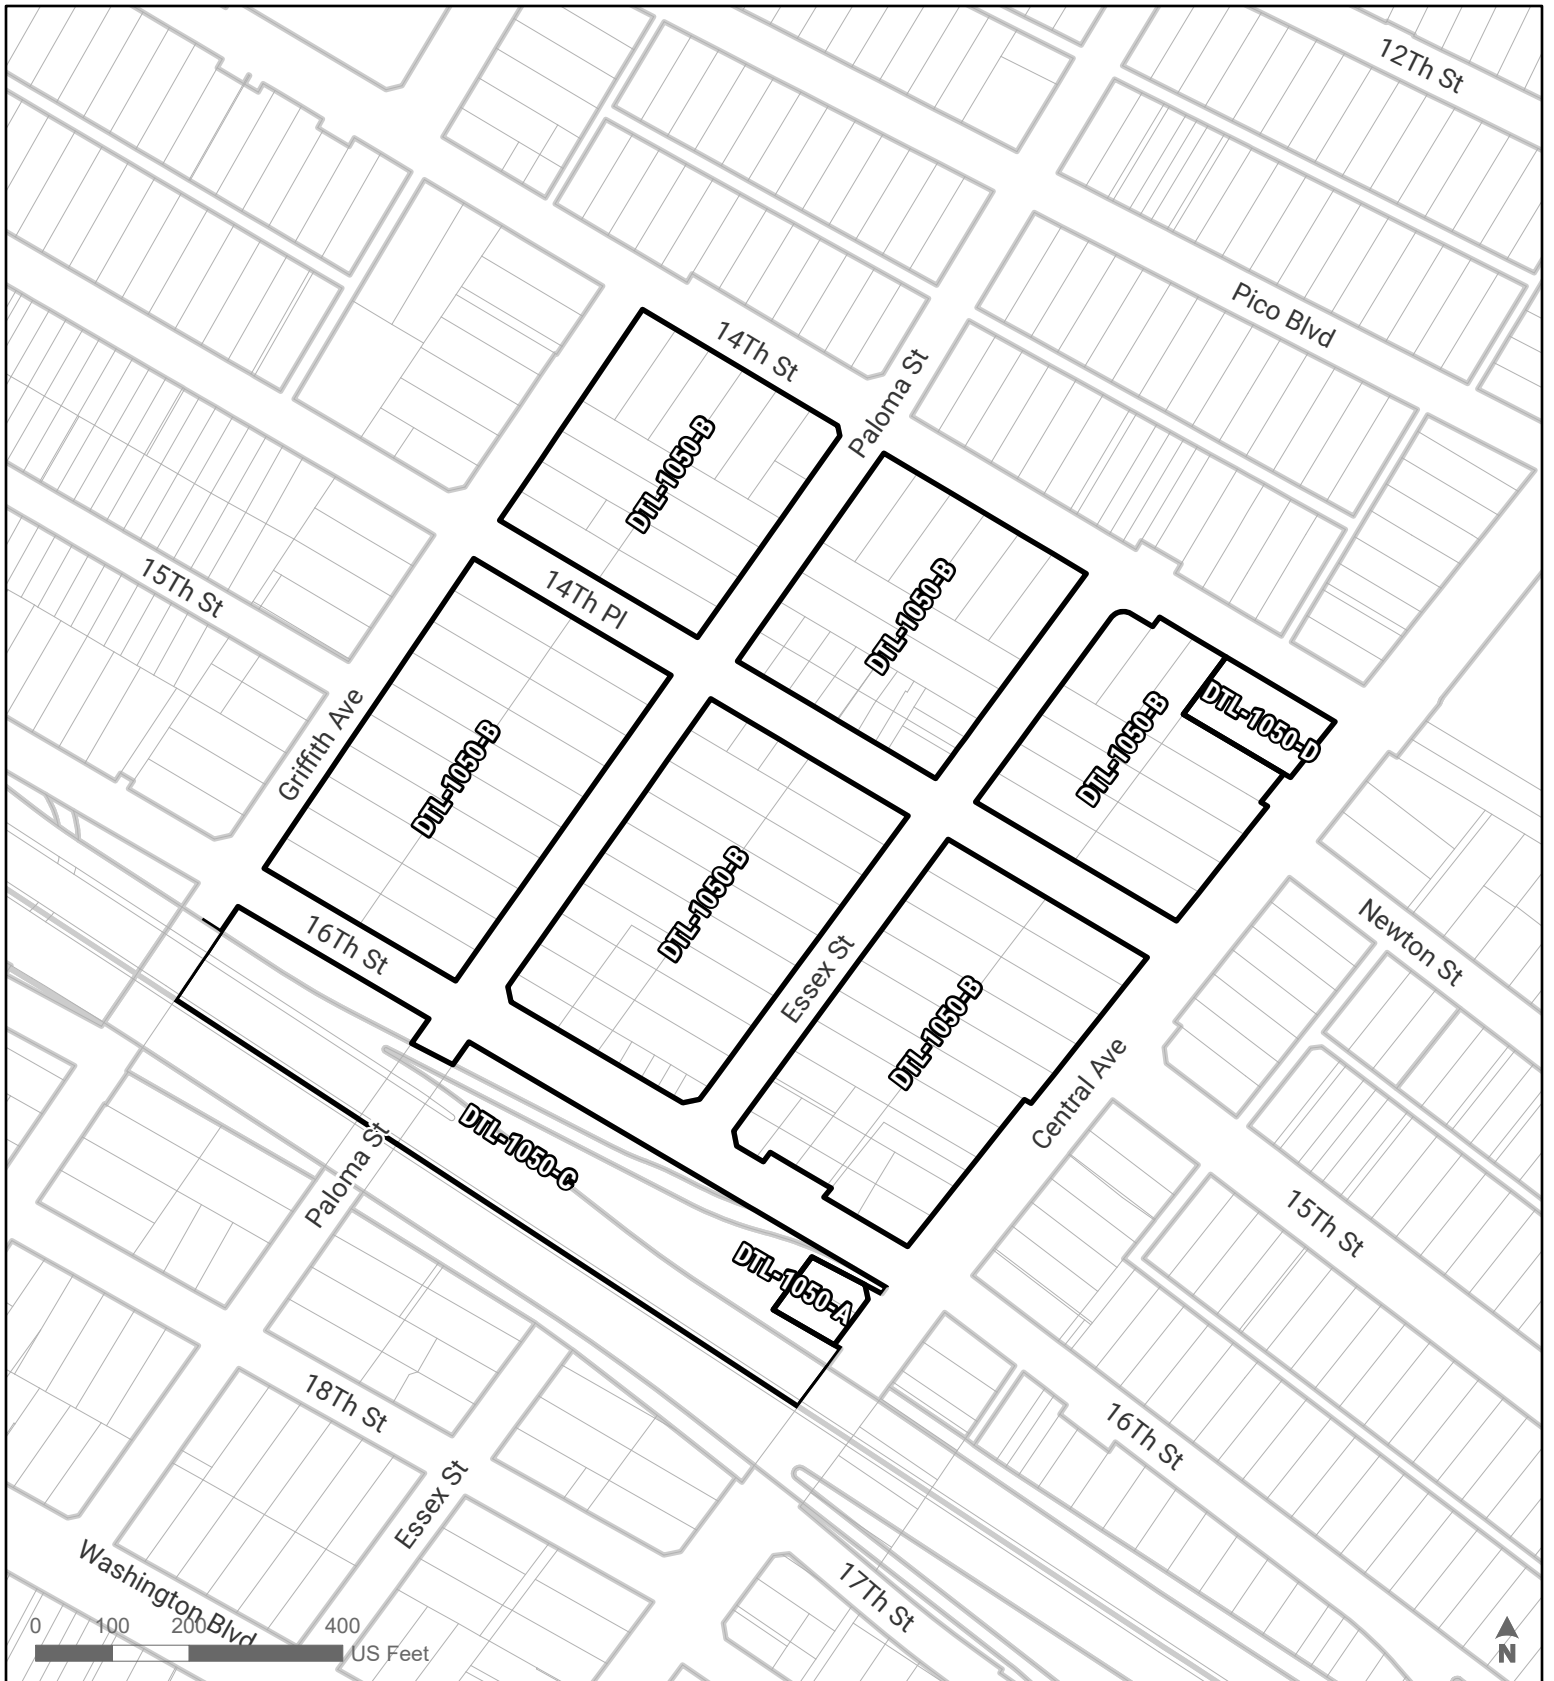 12Th St
Pico Blvd
14Th St
Paloma St
DTL-1050-B
DTL-1050-B
14Th Pl
15Th St
DTL-1050-B
DTL-1050-D
Griffith Ave
DTL-1050-B
DTL-1050-B
16Th St
Essex St
Newton St
DTL-1050-B
Central Ave
DTL-1050-C
Paloma St
15Th St
DTL-1050-A
18Th St
16Th St
Essex St
Washington Blvd
17Th St
0 100 200 400
US Feet
N